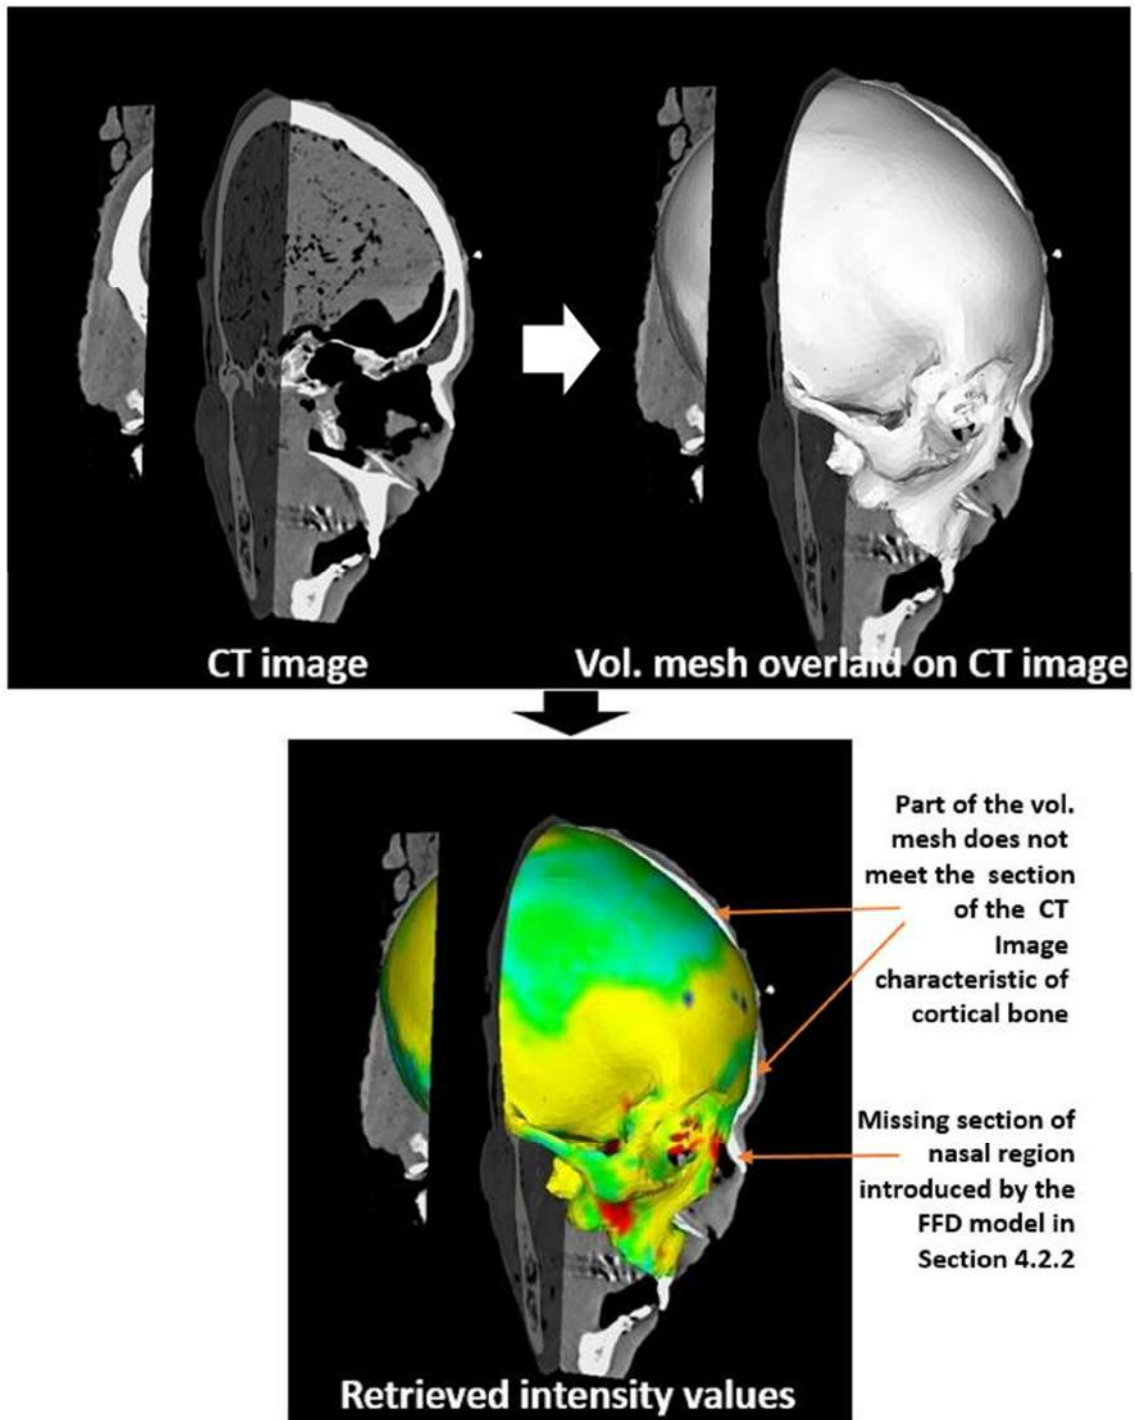 CT image
Vol. mesh overlaid on CT image
Part of the vol.
mesh does not
meet the section
of the CT
Image
characteristic of
cortical bone
Missing section of
nasal region
introduced by the
FFD model in
Section 4.2.2
Retrieved intensity values